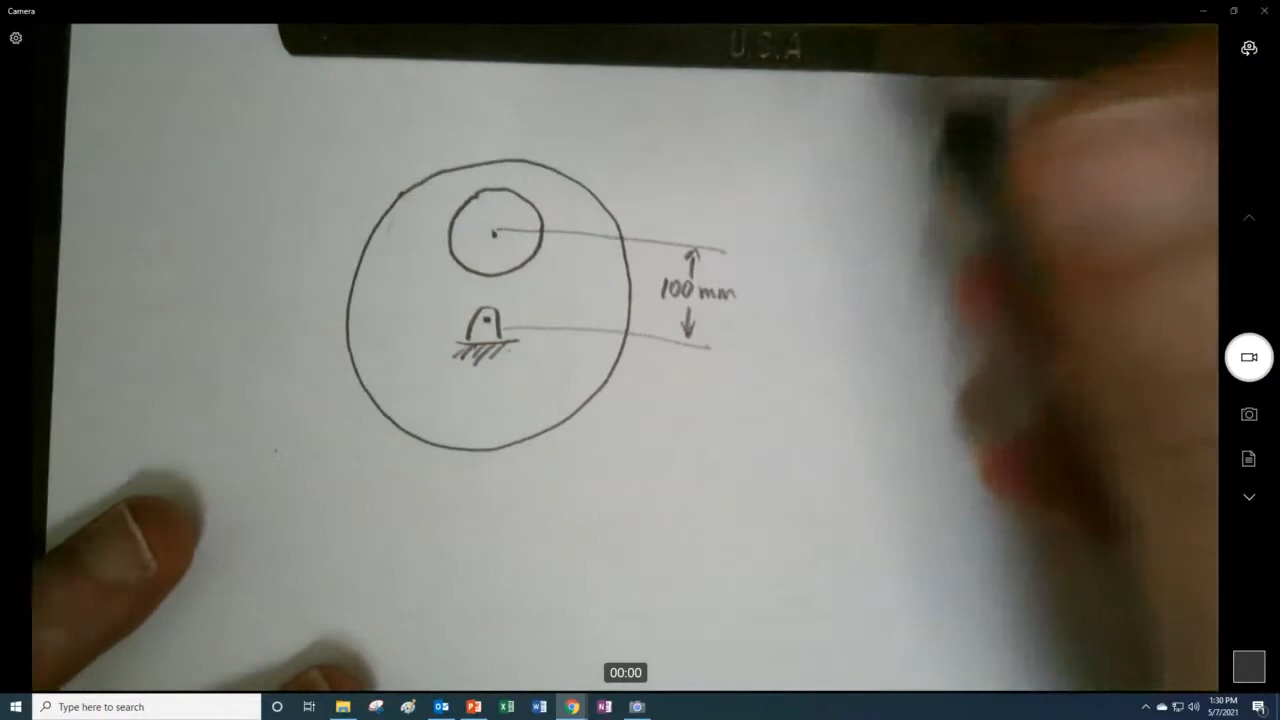 Camera
U.S.A
100 mm
00:00
Type here to search
1:30 PM
5/7/2021